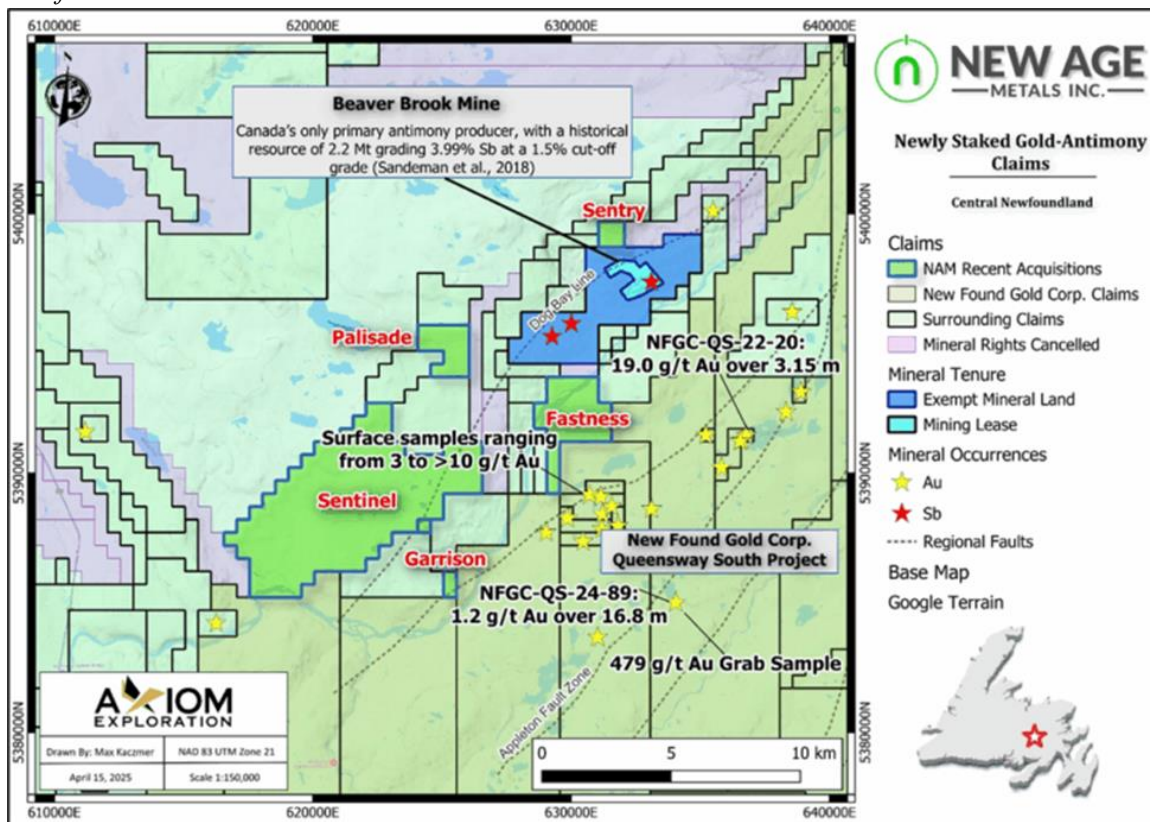 610000E
620000E
630000E
640000E
NEW AGE
METALS INC.
Newly Staked Gold-Antimony
Claims
Central Newfoundland
Claims
NAM Recent Acquisitions
New Found Gold Corp. Claims
Surrounding Claims
Mineral Rights Cancelled
Mineral Tenure
Exempt Mineral Land
Mining Lease
Mineral Occurrences
Au
Sb
Regional Faults
Base Map
Google Terrain
Beaver Brook Mine
Canada's only primary antimony producer, with a historical
resource of 2.2 Mt grading 3.99% Sb at a 1.5% cut-off
grade (Sandeman et al., 2018)
5400000N
5400000N
Sentry
Dog Bay Line
Palisade
NFGC-QS-22-20:
19.0 g/t Au over 3.15 m
Fastness
Surface samples ranging
from 3 to >10 g/t Au
5390000N
5390000N
Sentinel
New Found Gold Corp.
Queensway South Project
Garrison
NFGC-QS-24-89:
1.2 g/t Au over 16.8 m
479 g/t Au Grab Sample
Appleton Fault Zone
5380000N
5380000N
AXIOM
EXPLORATION
Drawn By: Max Kaczmer
NAD 83 UTM Zone 21
April 15, 2025
Scale 1:150,000
0
5
10 km
610000E
620000E
630000E
640000E